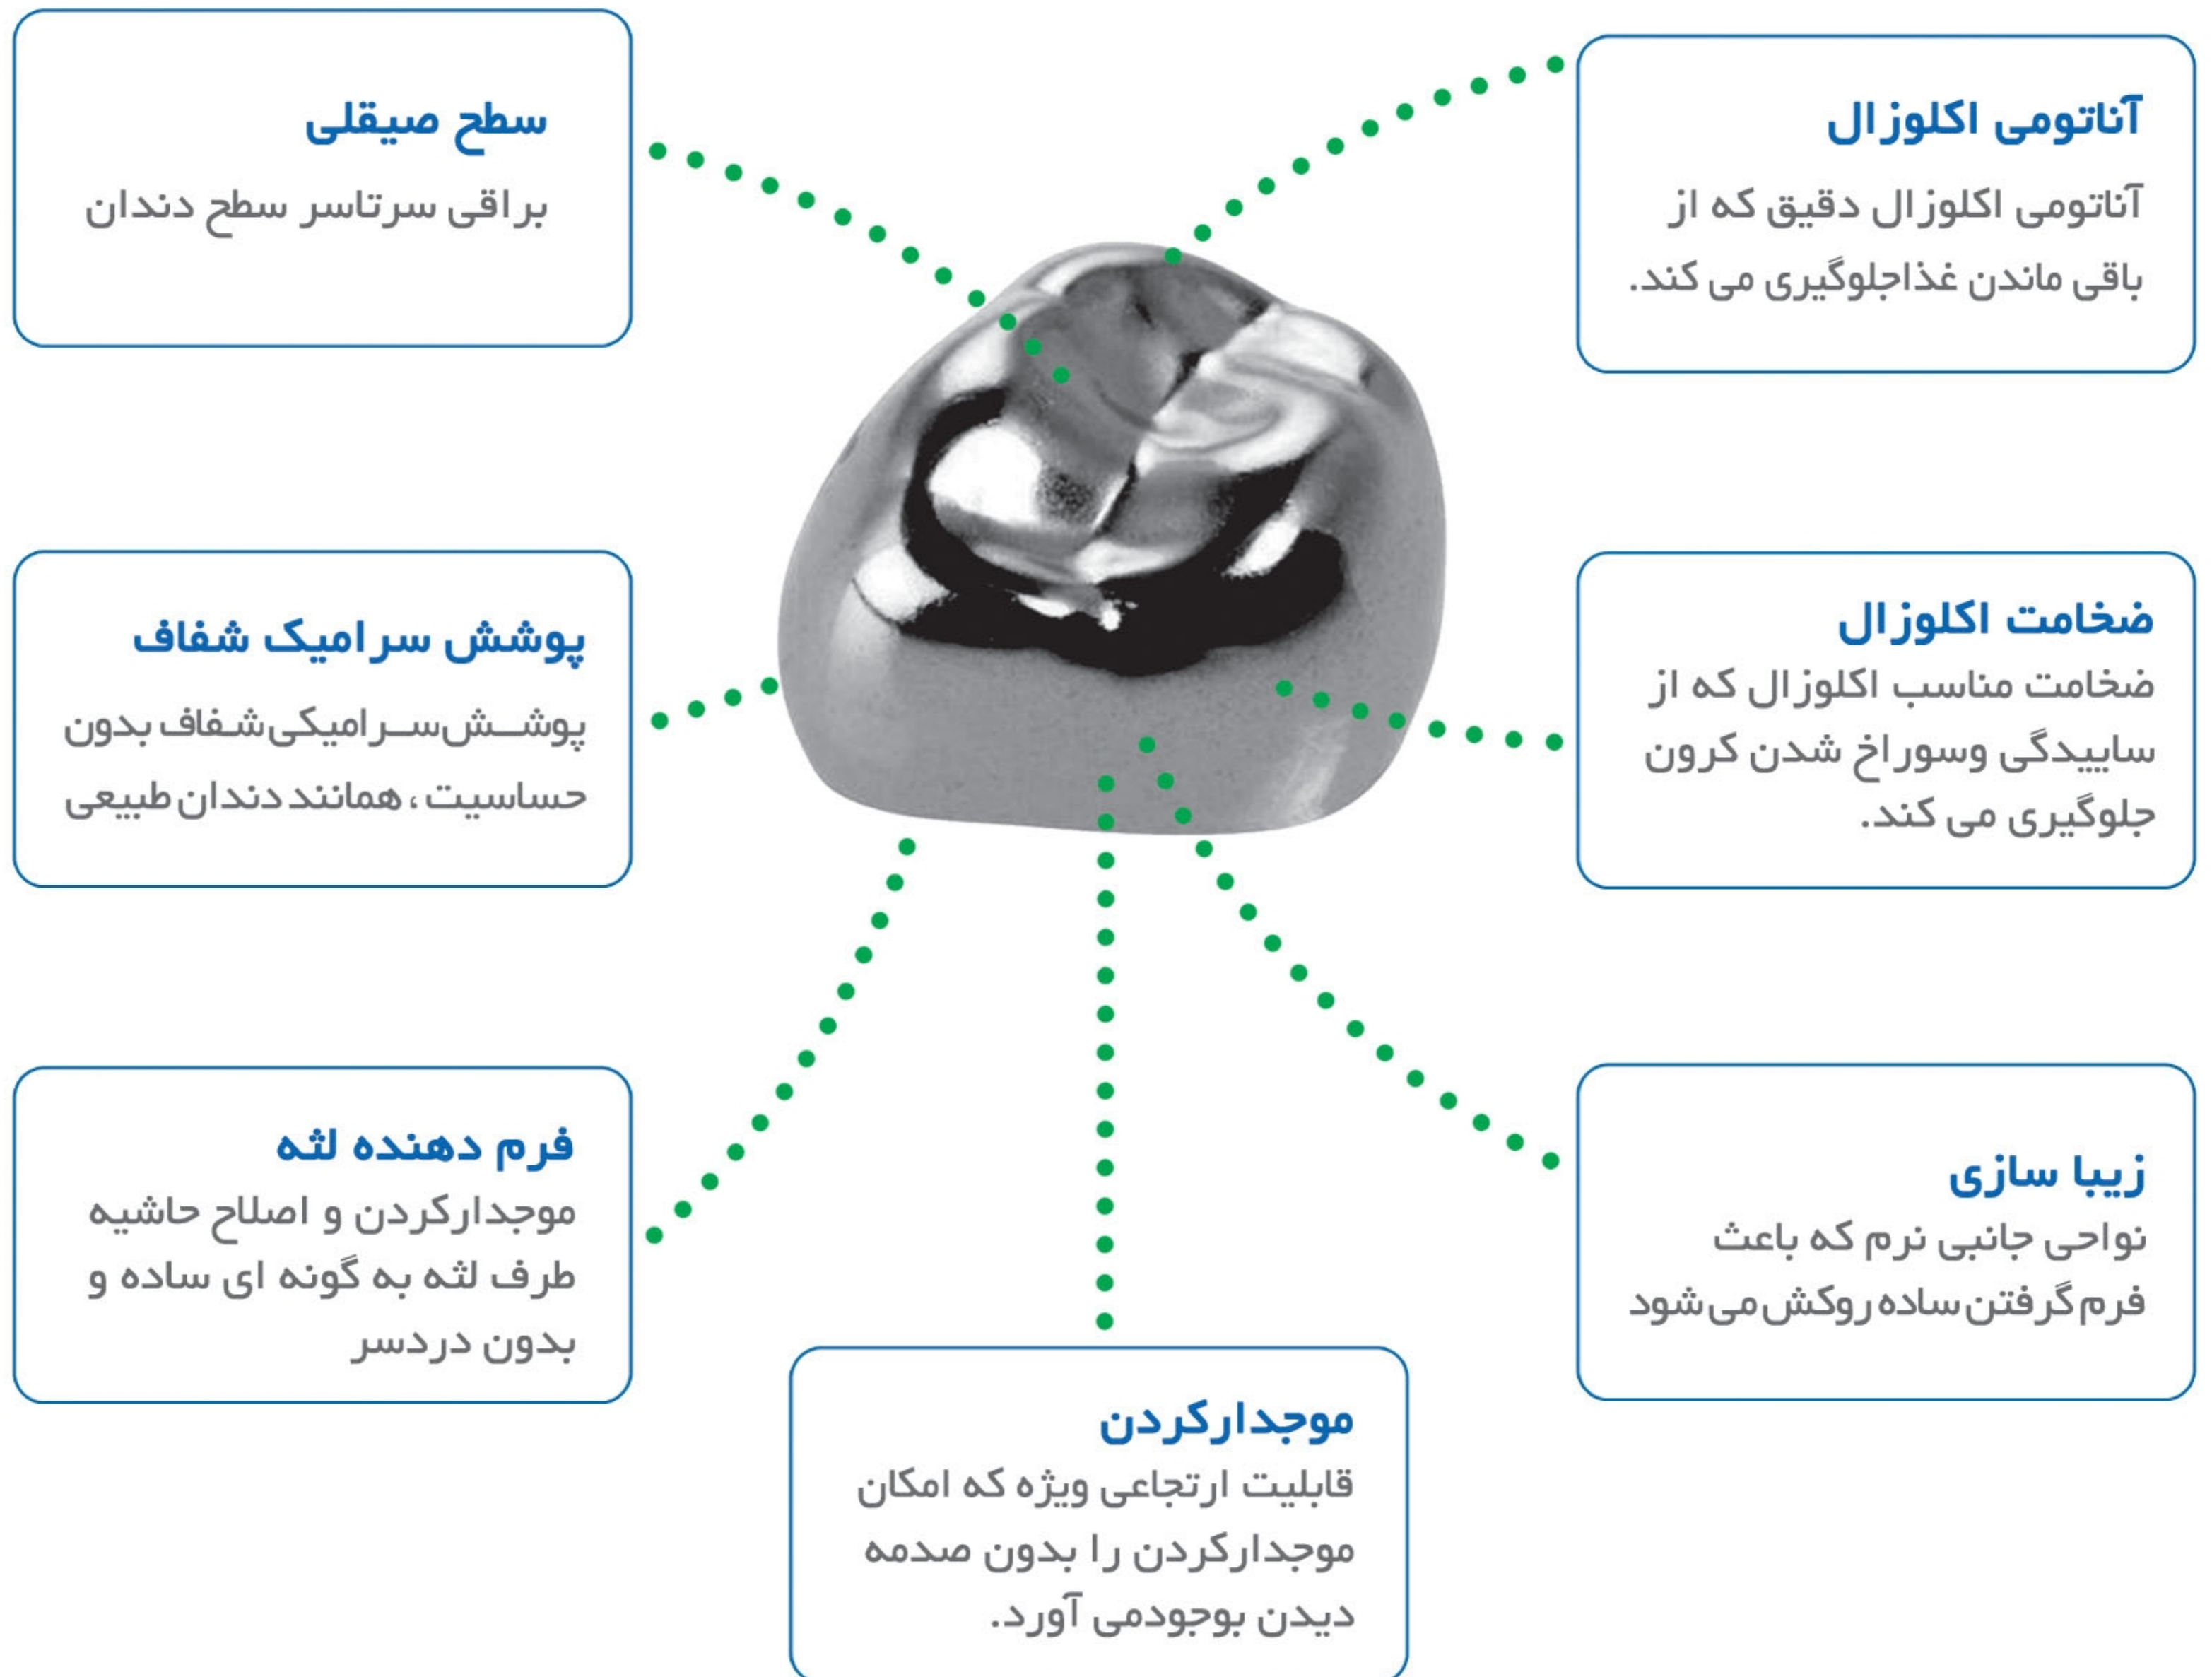 آناتومی اکلوزال
آناتومی اکلوزال دقیق که از
باقی ماندن غذاجلوگیری می کند.
سطح صیقلی
براقی سرتاسر سطح دندان
ضخامت اکلوزال
ضخامت مناسب اکلوزال که از
ساییدگی وسوراخ شدن کرون
جلوگیری می کند.
پوشش سرامیک شفاف
پوشــش‌ســرامیکی شفاف بدون
حساسیت ، همانند دندان طبیعی
زیبا سازی
نواحی جانبی نرم که باعث
فرم گرفتن ساده روکش می شود
فرم دهنده لثه
موجدارکردن و اصلاح حاشیه
طرف لثه به گونه ای ساده و
بدون دردسر
موجدارکردن
قابلیت ارتجاعی ویژه که امکان
موجدارکردن را بدون صدمه
دیدن بوجودمی آورد.